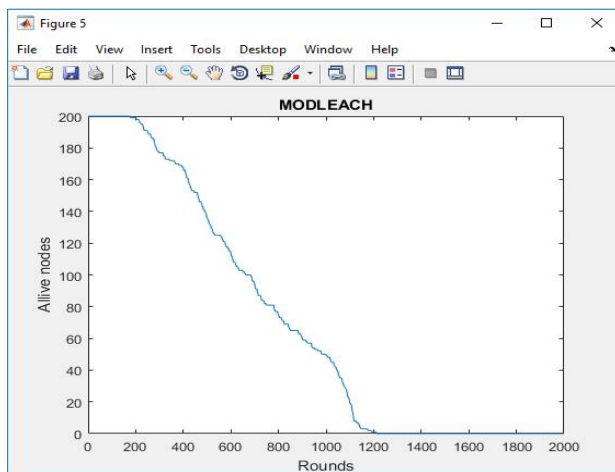 Figure 5
File Edit View Insert Tools Desktop Window Help
MODLEACH
200
180
160
140
120
100
80
60
40
20
0
Allive nodes
0 200 400 600 800 1000 1200 1400 1600 1800 2000
Rounds